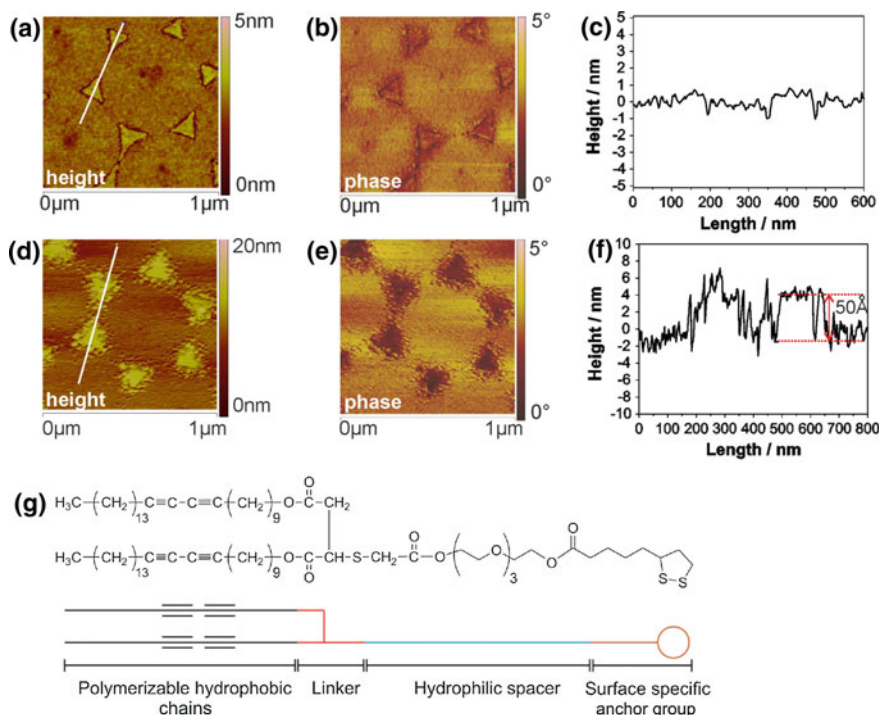 (a)
5nm
height
0nm
0µm
1µm
(b)
5°
phase
0°
0µm
1µm
(c)
Height / nm
5
4
3
2
1
0
-1
-2
-3
-4
-5
0 100 200 300 400 500 600
Length / nm
(d)
20nm
height
0nm
0µm
1µm
(e)
5°
phase
0°
0µm
1µm
(f)
Height / nm
10
8
6
4
2
0
-2
-4
-6
-8
-10
50Å
0 100 200 300 400 500 600 700 800
Length / nm
(g)
H₃C–(CH₂)₁₃–C≡C–C≡C–(CH₂)₉–O–C(=O)–CH₂
H₃C–(CH₂)₁₃–C≡C–C≡C–(CH₂)₉–O–C(=O)–CH–S–CH₂–C(=O)–O–( O )₃ O O S–S
Polymerizable hydrophobic chains
Linker
Hydrophilic spacer
Surface specific anchor group